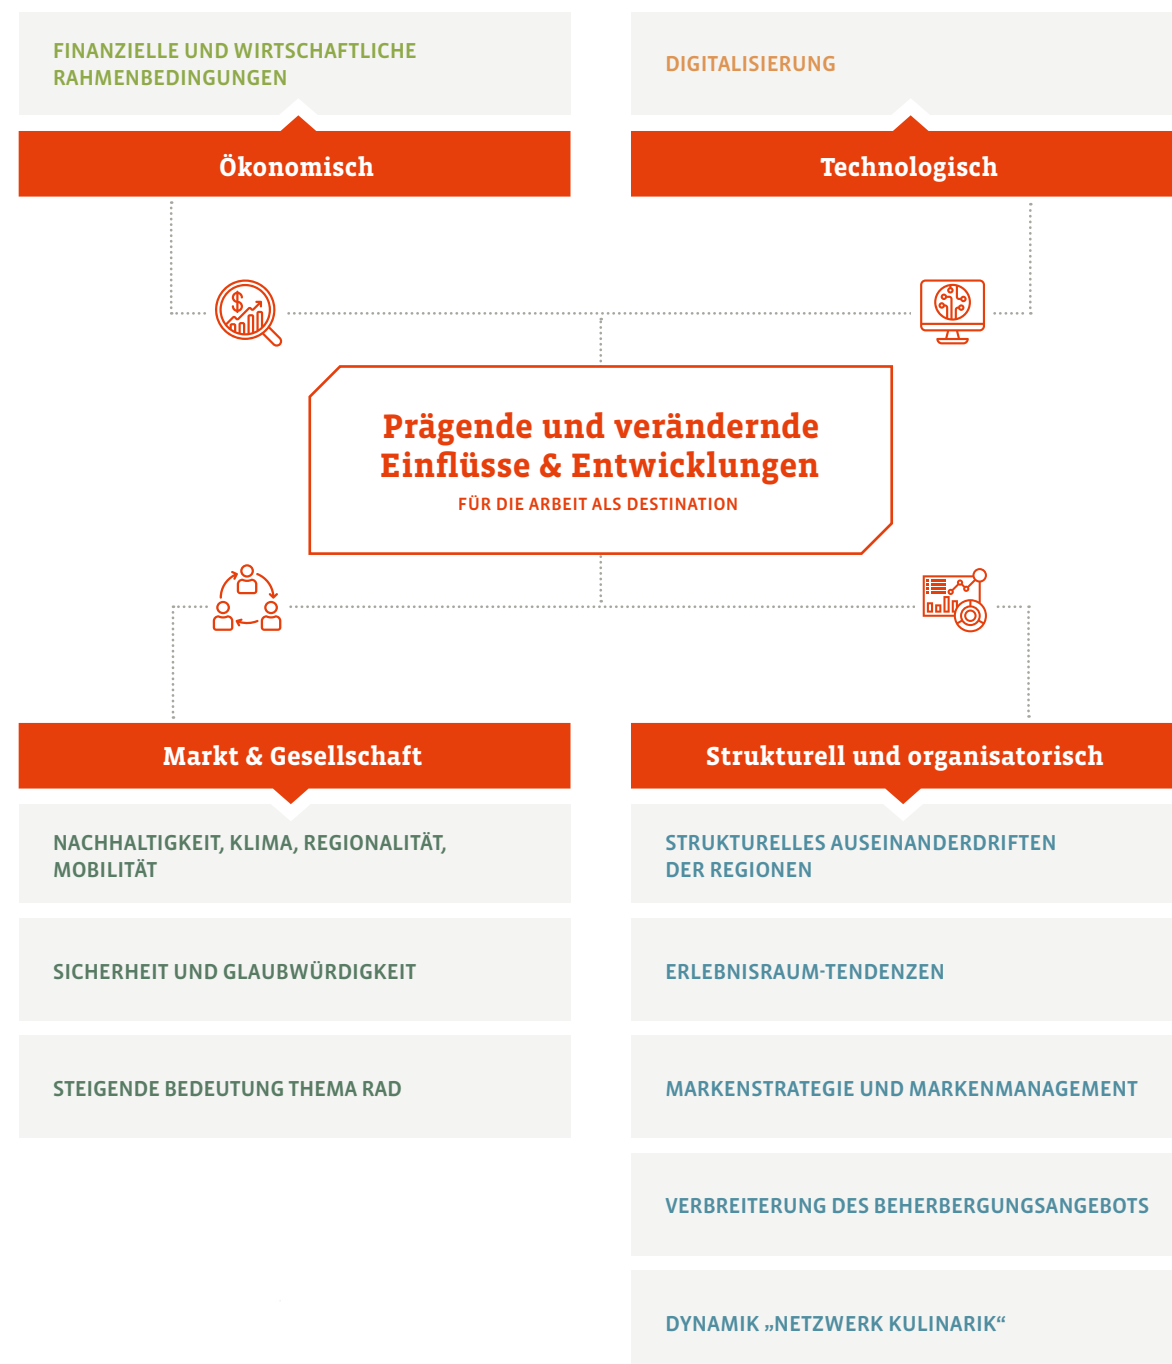 FINANZIELLE UND WIRTSCHAFTLICHE
RAHMENBEDINGUNGEN
Ökonomisch
DIGITALISIERUNG
Technologisch
$
Prägende und verändernde
Einflüsse & Entwicklungen
FÜR DIE ARBEIT ALS DESTINATION
Markt & Gesellschaft
NACHHALTIGKEIT, KLIMA, REGIONALITÄT,
MOBILITÄT
SICHERHEIT UND GLAUBWÜRDIGKEIT
STEIGENDE BEDEUTUNG THEMA RAD
Strukturell und organisatorisch
STRUKTURELLES AUSEINANDERDRIFTEN
DER REGIONEN
ERLEBNISRAUM-TENDENZEN
MARKENSTRATEGIE UND MARKENMANAGEMENT
VERBREITERUNG DES BEHERBERGUNGSANGEBOTS
DYNAMIK „NETZWERK KULINARIK“